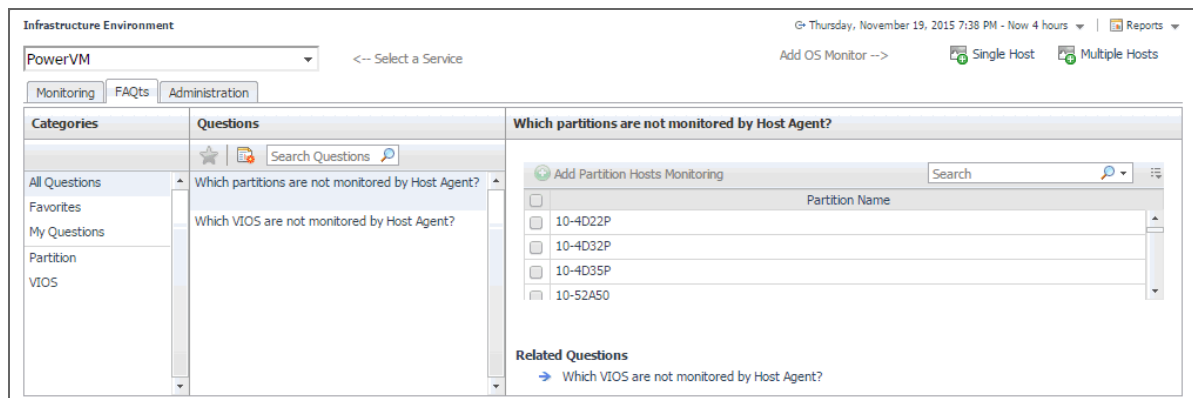 Infrastructure Environment
Thursday, November 19, 2015 7:38 PM - Now 4 hours | Reports
PowerVM <-- Select a Service Add OS Monitor --> Single Host Multiple Hosts
Monitoring FAQts Administration
Categories Questions Which partitions are not monitored by Host Agent?
Search Questions
Add Partition Hosts Monitoring Search
All Questions
Favorites
My Questions
Partition
VIOS
Which partitions are not monitored by Host Agent?
Which VIOS are not monitored by Host Agent?
Partition Name
10-4D22P
10-4D32P
10-4D35P
10-52A50
Related Questions
Which VIOS are not monitored by Host Agent?